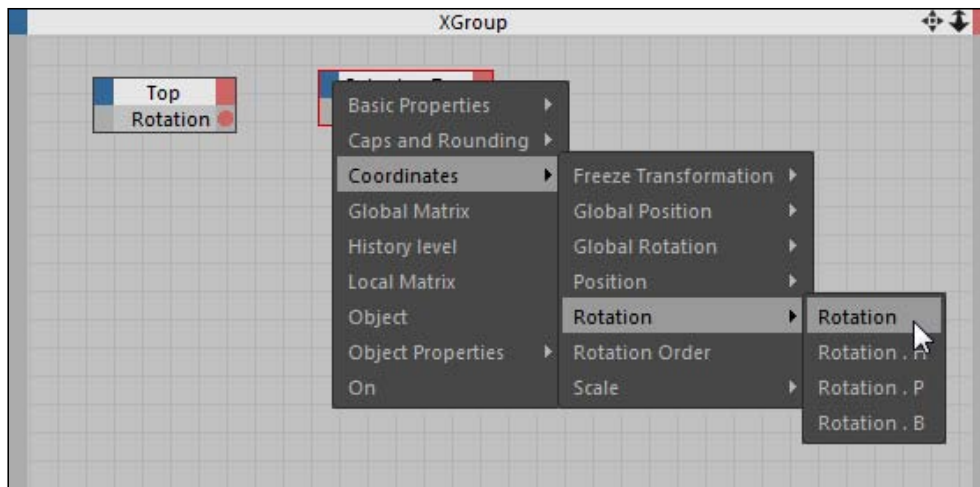 XGroup
Top
Rotation
Basic Properties
Caps and Rounding
Coordinates
Global Matrix
History level
Local Matrix
Object
Object Properties
On
Freeze Transformation
Global Position
Global Rotation
Position
Rotation
Rotation Order
Scale
Rotation
Rotation .
Rotation . P
Rotation . B